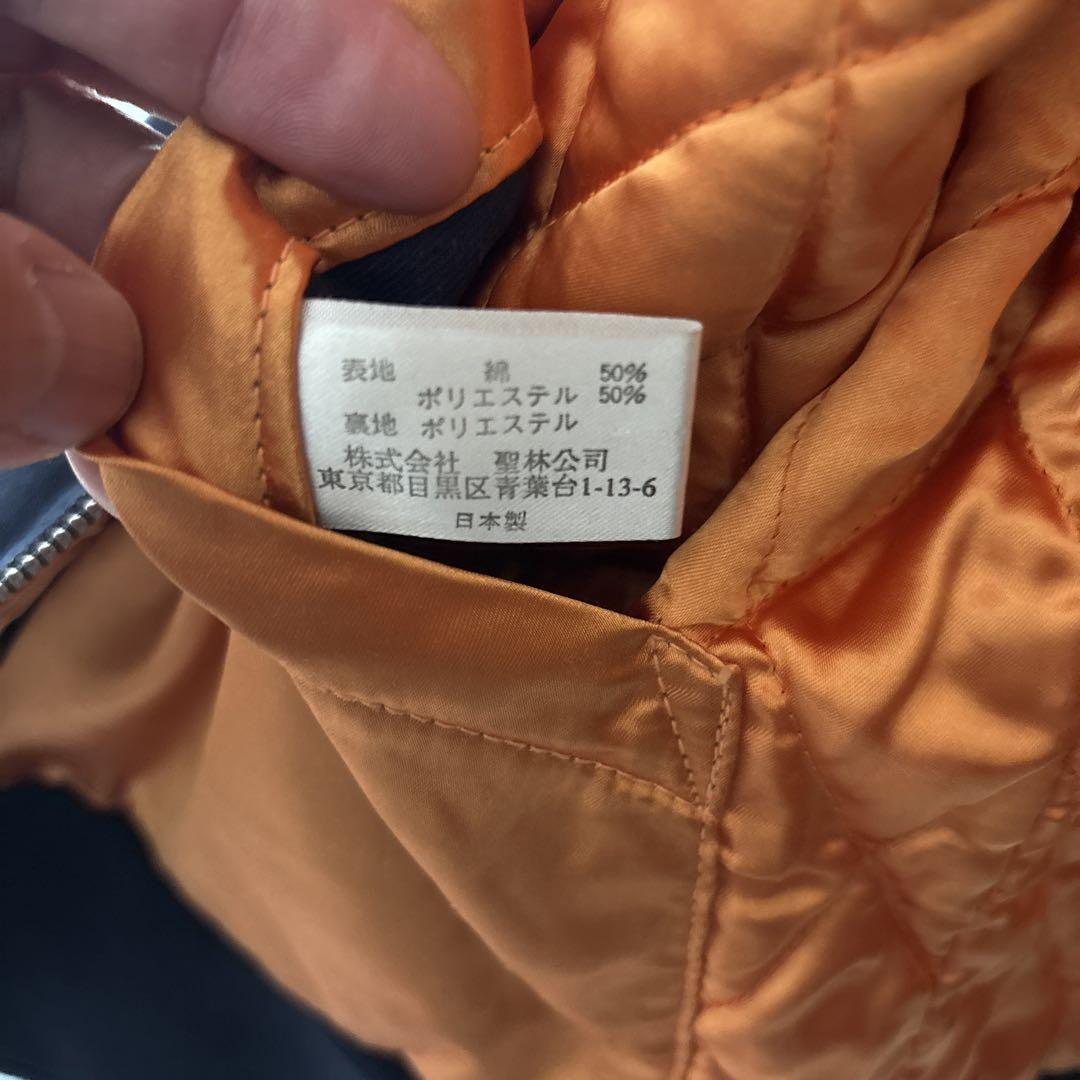 表地 綿 50%
ポリエステル 50%
裏地 ポリエステル
株式会社 聖林公司
東京都目黒区青葉台1-13-6
日本製